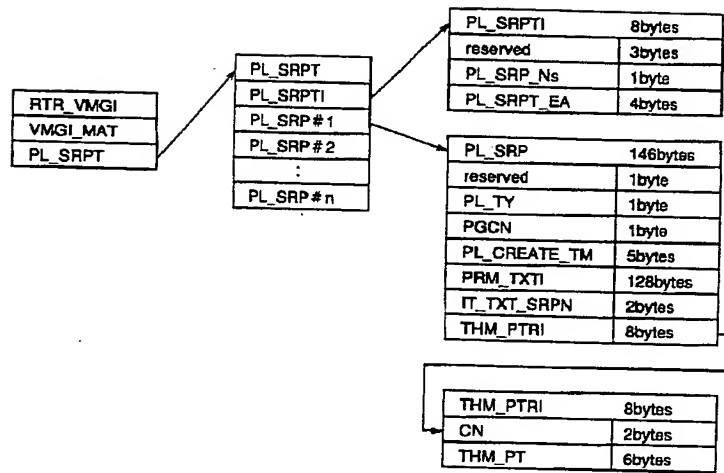 RTR_VMGI
VMGI_MAT
PL_SRPT
PL_SRPT
PL_SRPTI
PL_SRP#1
PL_SRP#2
:
PL_SRP#n
PL_SRPTI 8bytes
reserved 3bytes
PL_SRP_Ns 1byte
PL_SRPT_EA 4bytes
PL_SRP 146bytes
reserved 1byte
PL_TY 1byte
PGCN 1byte
PL_CREATE_TM 5bytes
PRM_TXTI 128bytes
IT_TXT_SRPN 2bytes
THM_PTRI 8bytes
THM_PTRI 8bytes
CN 2bytes
THM_PT 6bytes